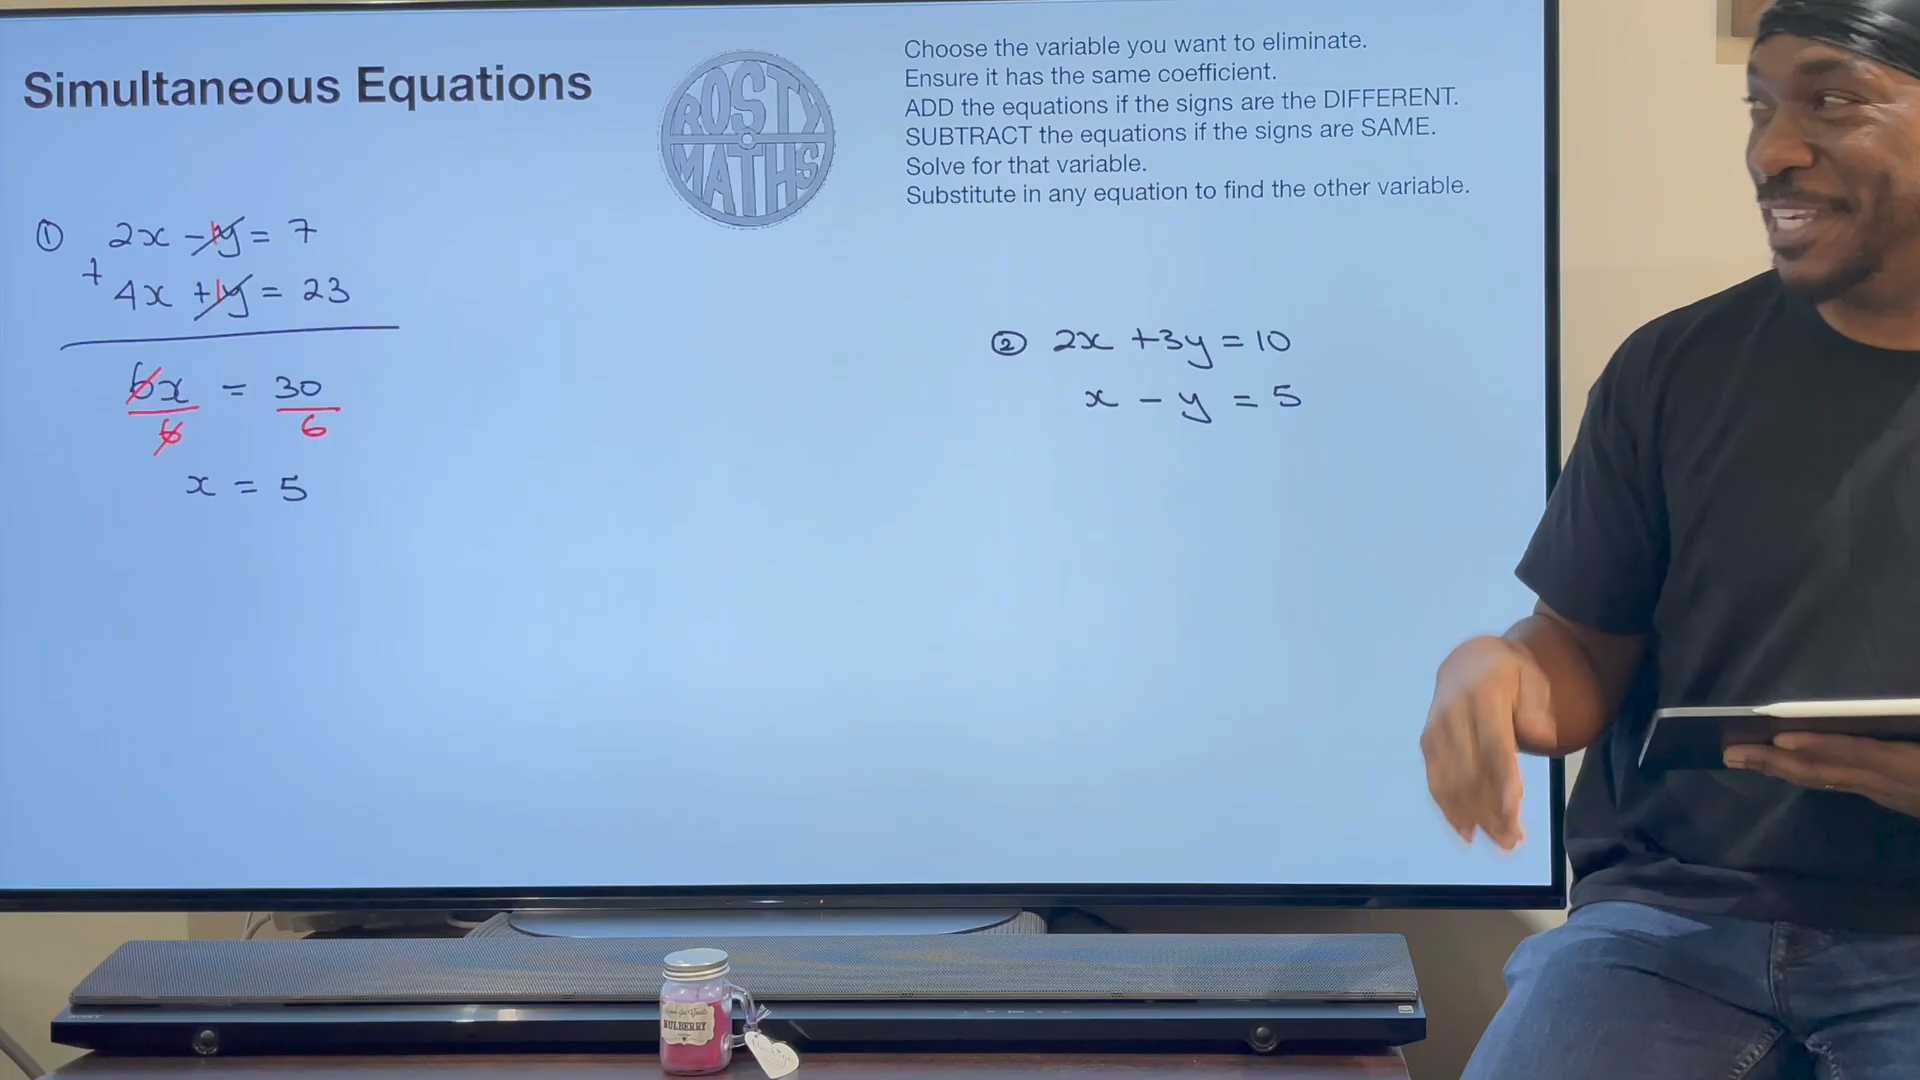 Simultaneous Equations
ROSTY
MATHS
Choose the variable you want to eliminate.
Ensure it has the same coefficient.
ADD the equations if the signs are the DIFFERENT.
SUBTRACT the equations if the signs are SAME.
Solve for that variable.
Substitute in any equation to find the other variable.
① 2x - 1y = 7
+ 4x + 1y = 23
6x = 30
6 6
x = 5
② 2x + 3y = 10
x - y = 5
MULBERRY